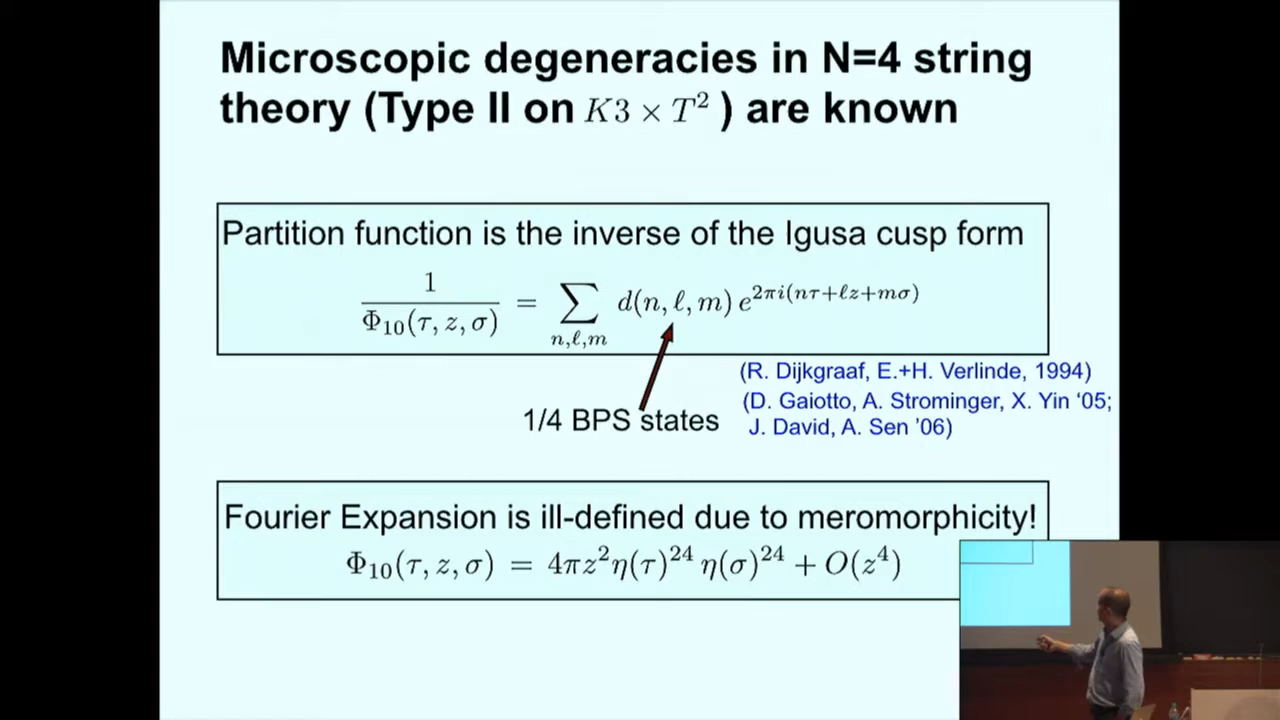 Microscopic degeneracies in N=4 string
theory (Type II on K3 × T² ) are known
Partition function is the inverse of the Igusa cusp form
1 / Φ₁₀(τ, z, σ) = ∑_{n,ℓ,m} d(n, ℓ, m) e^{2πi(nτ+ℓz+mσ)}
(R. Dijkgraaf, E.+H. Verlinde, 1994)
(D. Gaiotto, A. Strominger, X. Yin ‘05;
J. David, A. Sen ’06)
1/4 BPS states
Fourier Expansion is ill-defined due to meromorphicity!
Φ₁₀(τ, z, σ) = 4πz²η(τ)²⁴ η(σ)²⁴ + O(z⁴)